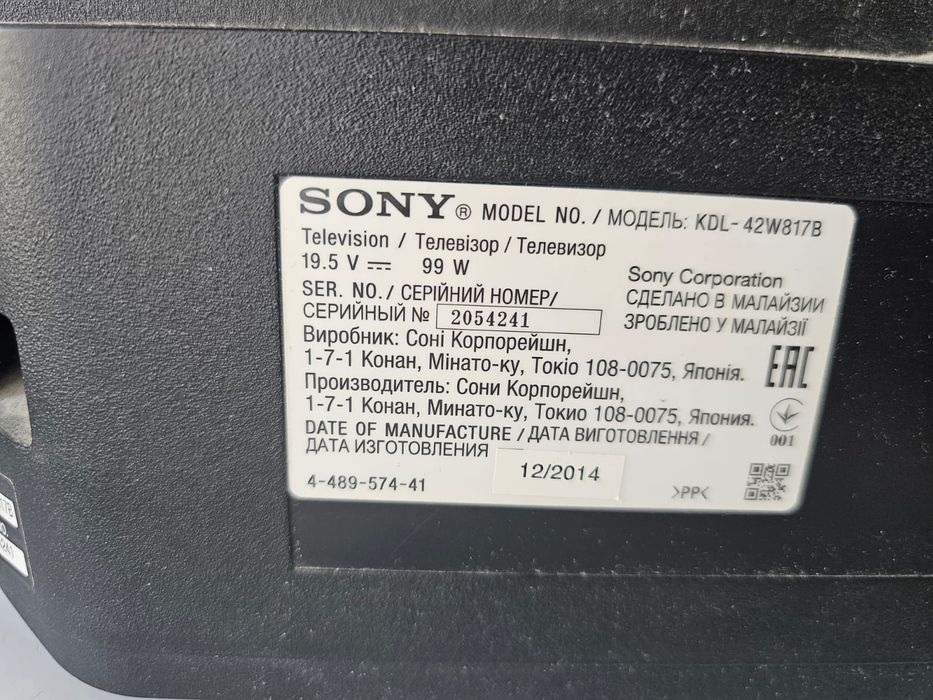 SONY® MODEL NO. / МОДЕЛЬ: KDL- 42W817B
Television / Телевізор / Телевизор
19.5 V ⎓ 99 W
SER. NO. / СЕРІЙНИЙ НОМЕР/
СЕРИЙНЫЙ № 2054241
Sony Corporation
СДЕЛАНО В МАЛАЙЗИИ
ЗРОБЛЕНО У МАЛАЙЗІЇ
Виробник: Соні Корпорейшн,
1-7-1 Конан, Мінато-ку, Токіо 108-0075, Японія.
Производитель: Сони Корпорейшн,
1-7-1 Конан, Минато-ку, Токио 108-0075, Япония.
EAC
001
DATE OF MANUFACTURE / ДАТА ВИГОТОВЛЕННЯ /
ДАТА ИЗГОТОВЛЕНИЯ
12/2014
4-489-574-41
>PP<